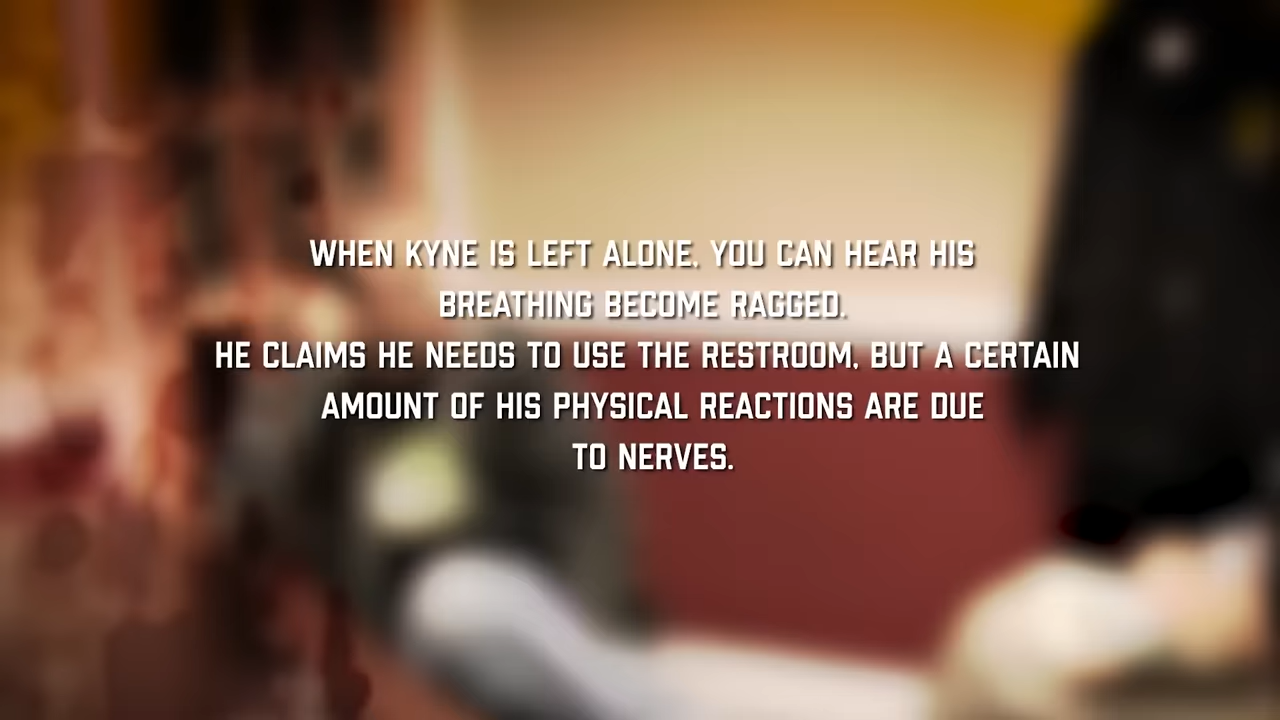 WHEN KYNE IS LEFT ALONE, YOU CAN HEAR HIS
BREATHING BECOME RAGGED.
HE CLAIMS HE NEEDS TO USE THE RESTROOM, BUT A CERTAIN
AMOUNT OF HIS PHYSICAL REACTIONS ARE DUE
TO NERVES.